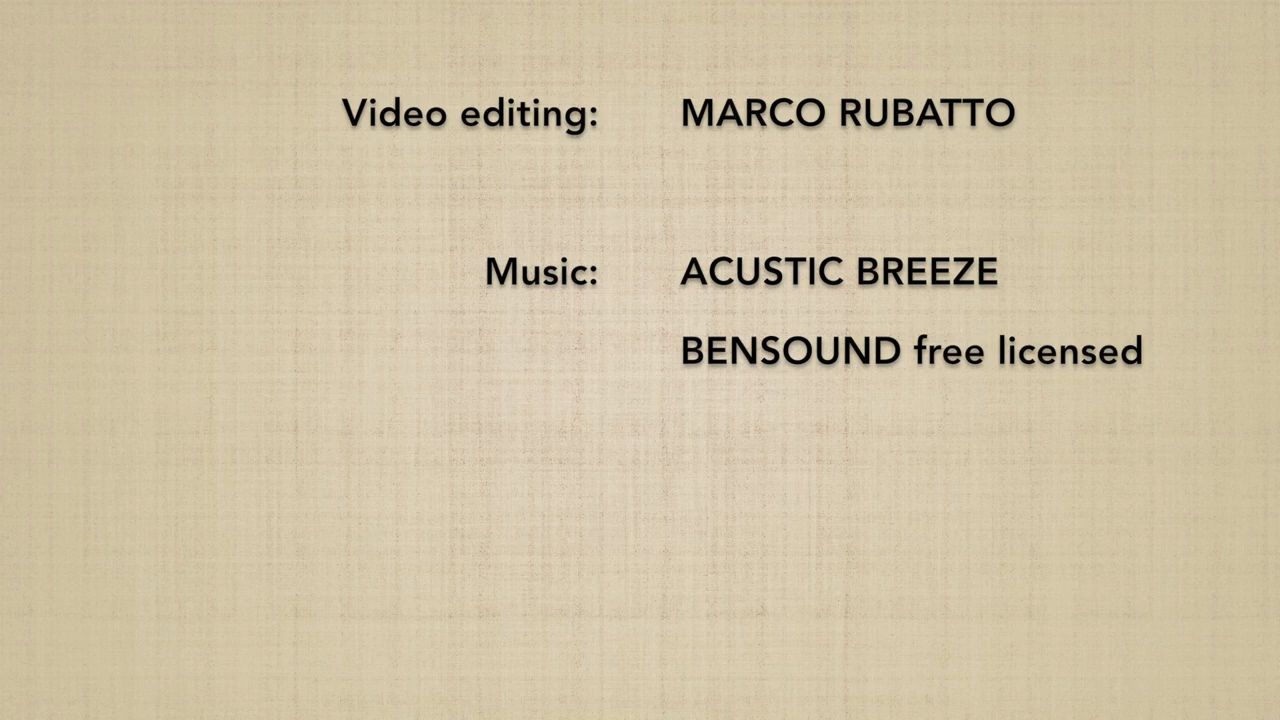 Video editing: MARCO RUBATTO
Music: ACUSTIC BREEZE
BENSOUND free licensed